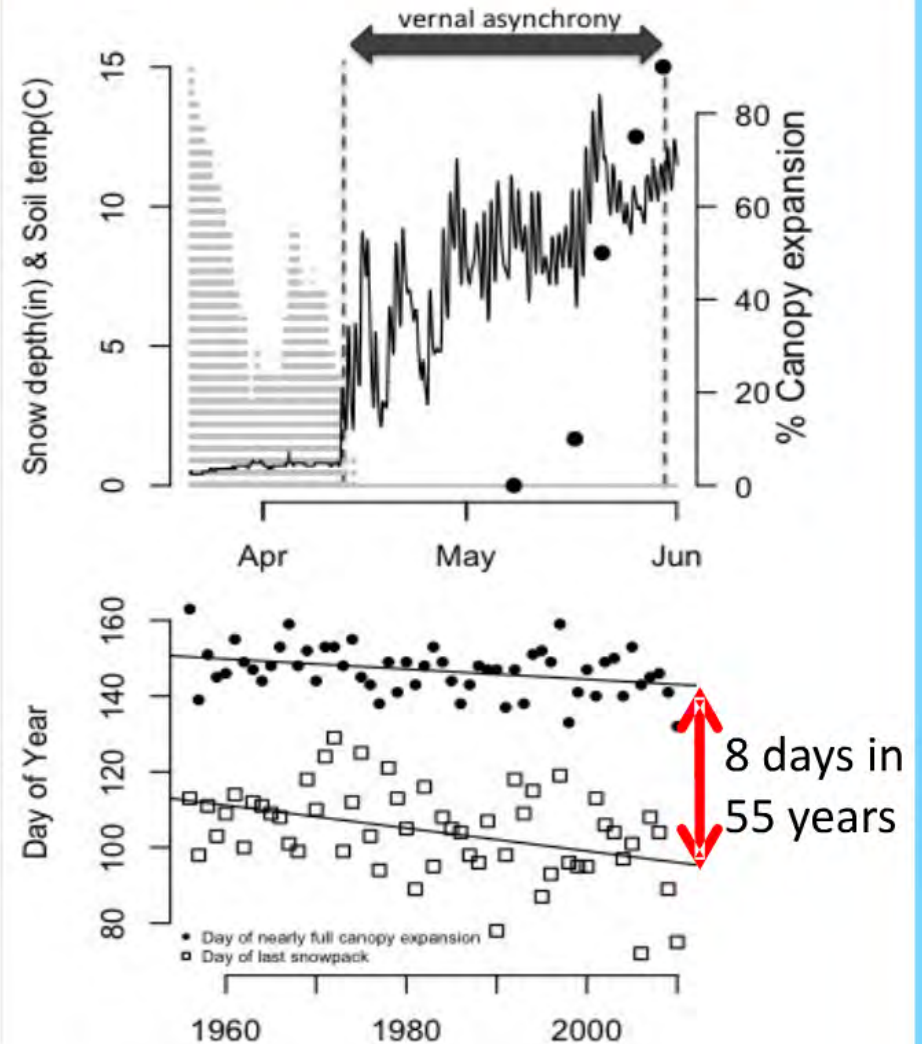 vernal asynchrony
Snow depth(in) & Soil temp(C)
15
10
5
0
80
60
40
20
0
% Canopy expansion
Apr May Jun
Day of Year
160
140
120
100
80
8 days in
55 years
Day of nearly full canopy expansion
Day of last snowpack
1960 1980 2000